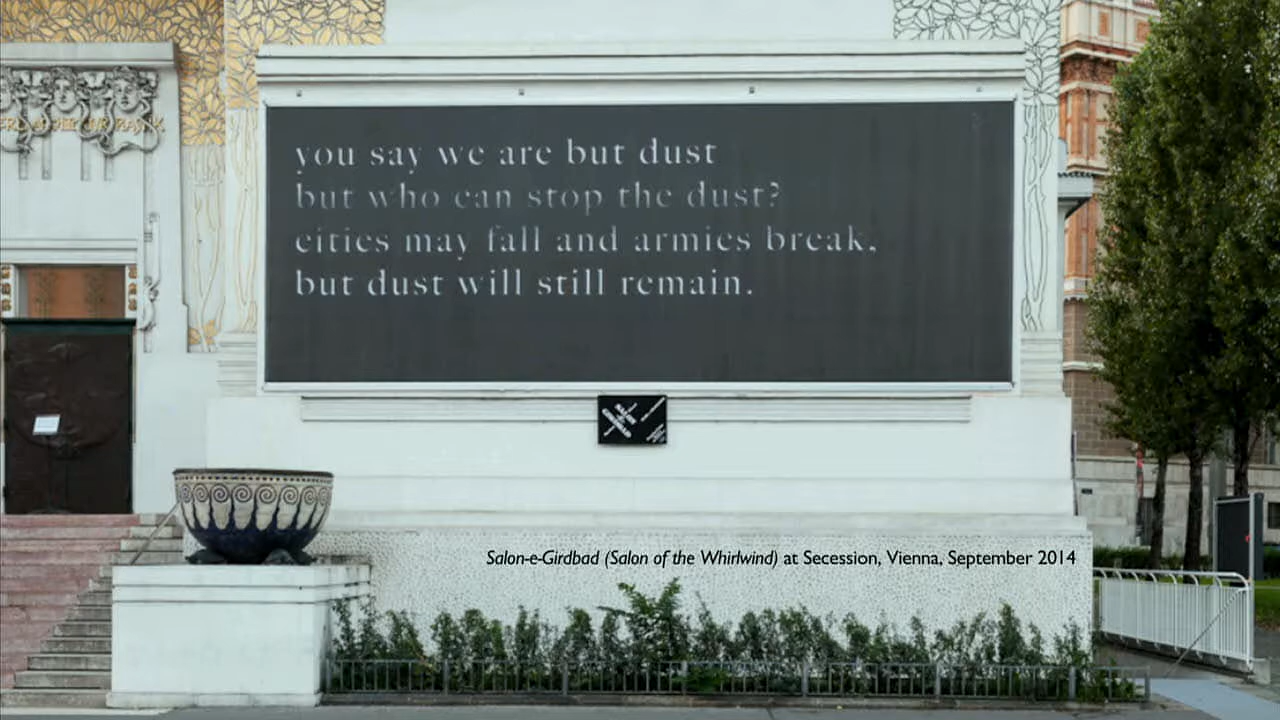 you say we are but dust
but who can stop the dust?
cities may fall and armies break,
but dust will still remain.
Salon-e-Girdbad (Salon of the Whirlwind) at Secession, Vienna, September 2014